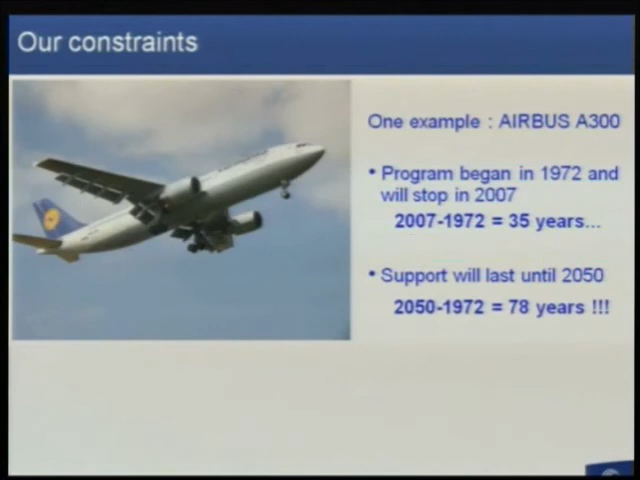 Our constraints
One example : AIRBUS A300
• Program began in 1972 and
will stop in 2007
2007-1972 = 35 years...
• Support will last until 2050
2050-1972 = 78 years !!!